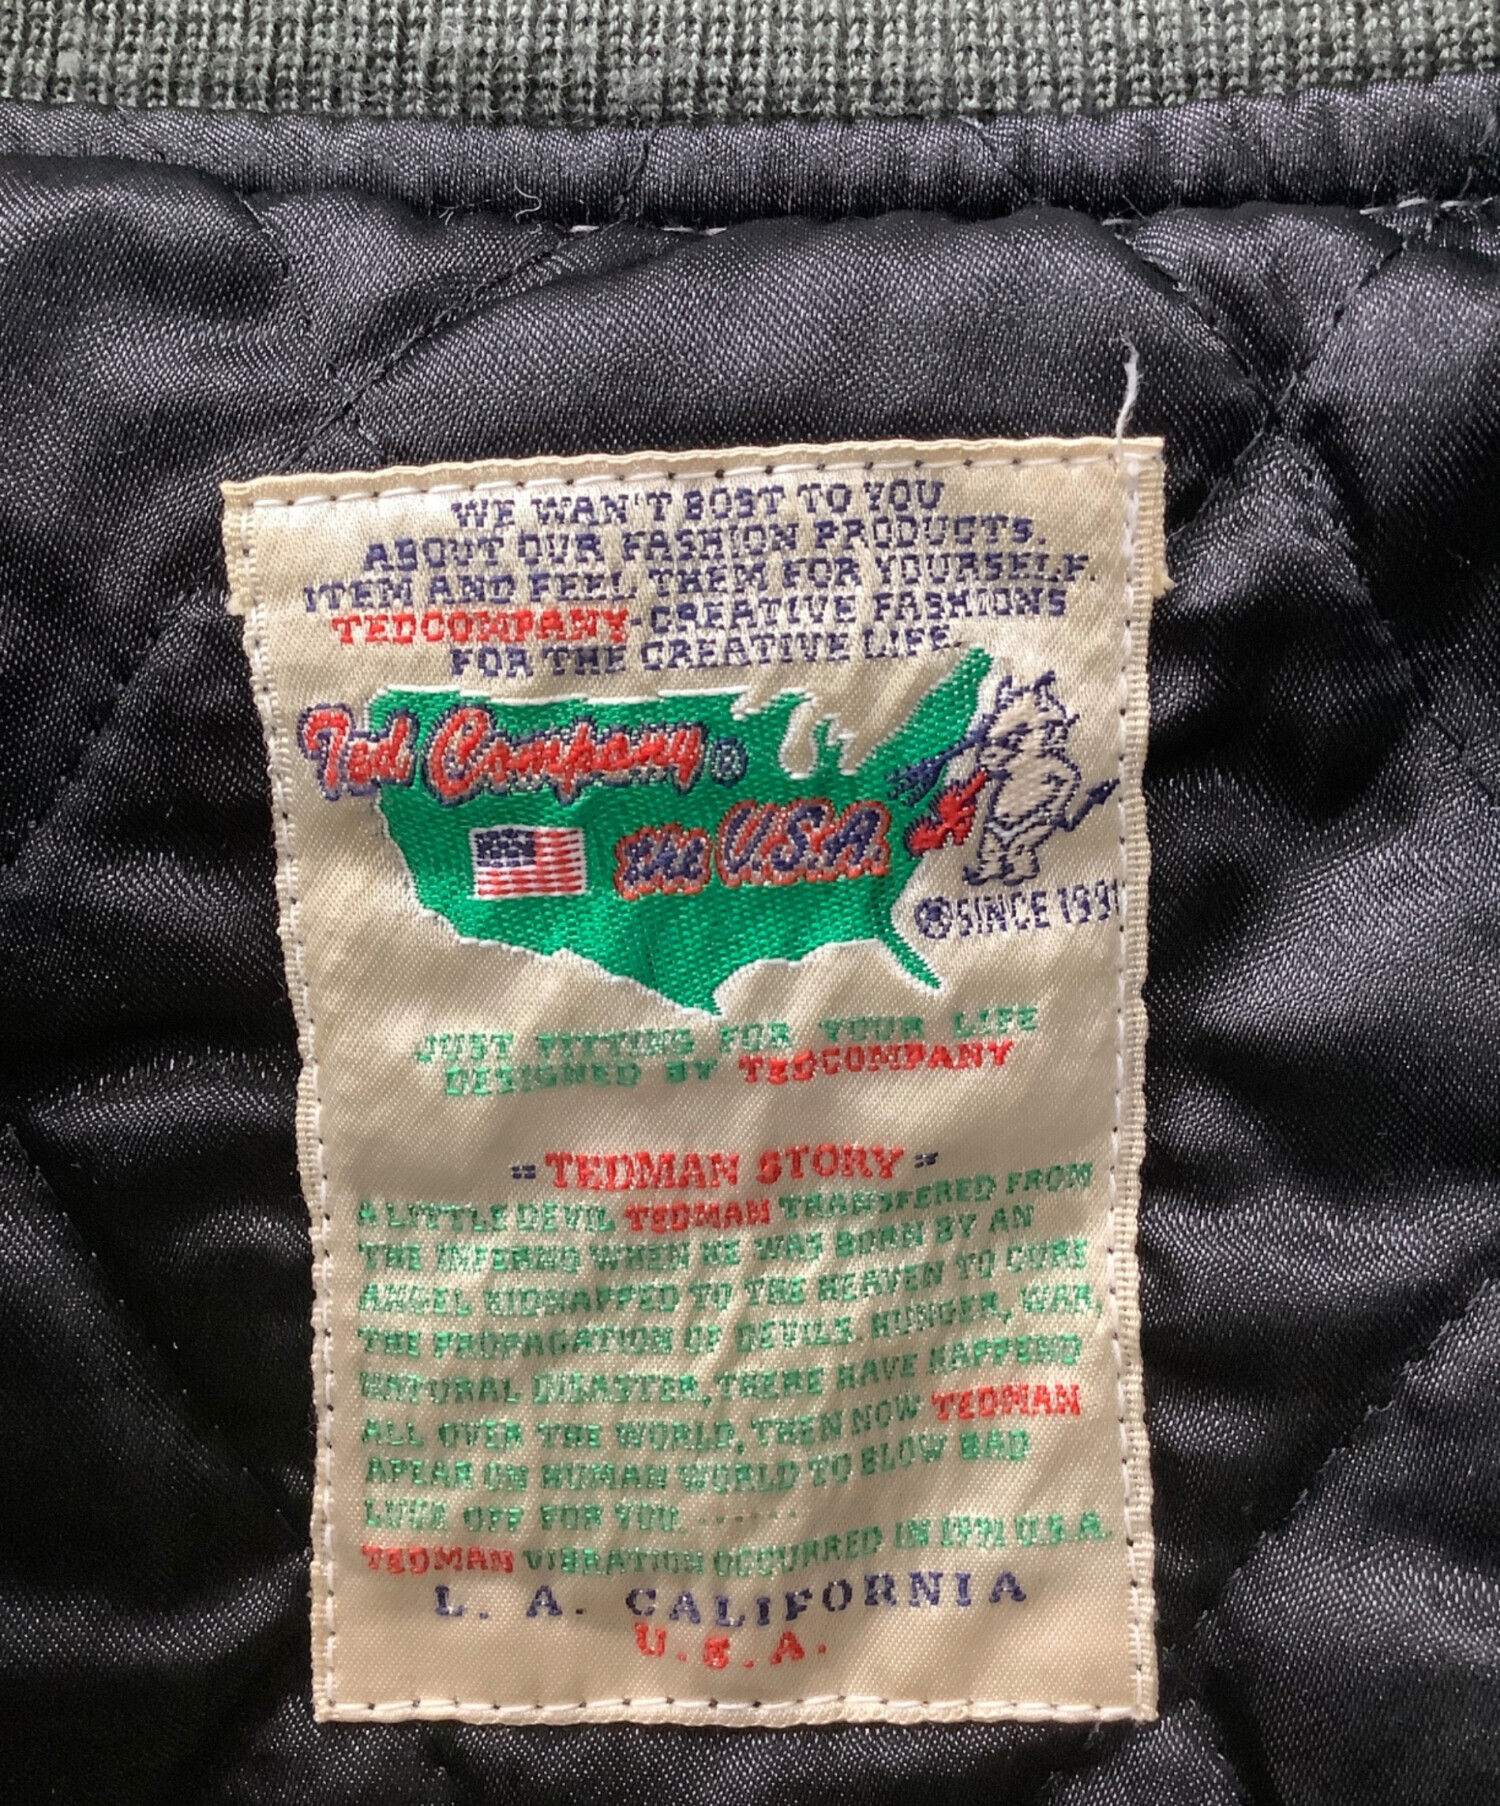 WE WAN'T BOST TO YOU
ABOUT OUR FASHION PRODUCTS.
ITEM AND FEEL THEM FOR YOURSELF.
TEDCOMPANY-CREATIVE FASHIONS
FOR THE CREATIVE LIFE.
Ted Company®
the U.S.A.
SINCE 1991
JUST FITTING FOR YOUR LIFE
DESIGNED BY TEDCOMPANY
"TEDMAN STORY"
A LITTLE DEVIL TEDMAN TRANSFERED FROM
THE INFERNO WHEN HE WAS BORN BY AN
ANGEL KIDNAPPED TO THE HEAVEN TO CURE
THE PROPAGATION OF DEVILS. HUNGER, WAR,
NATURAL DISASTER, THERE HAVE HAPPEND
ALL OVER THE WORLD, THEN NOW TEDMAN
APEAR ON HUMAN WORLD TO BLOW BAD
LUCK OFF FOR YOU.······
TEDMAN VIBRATION OCCURRED IN 1991 U.S.A.
L. A. CALIFORNIA
U.S.A.